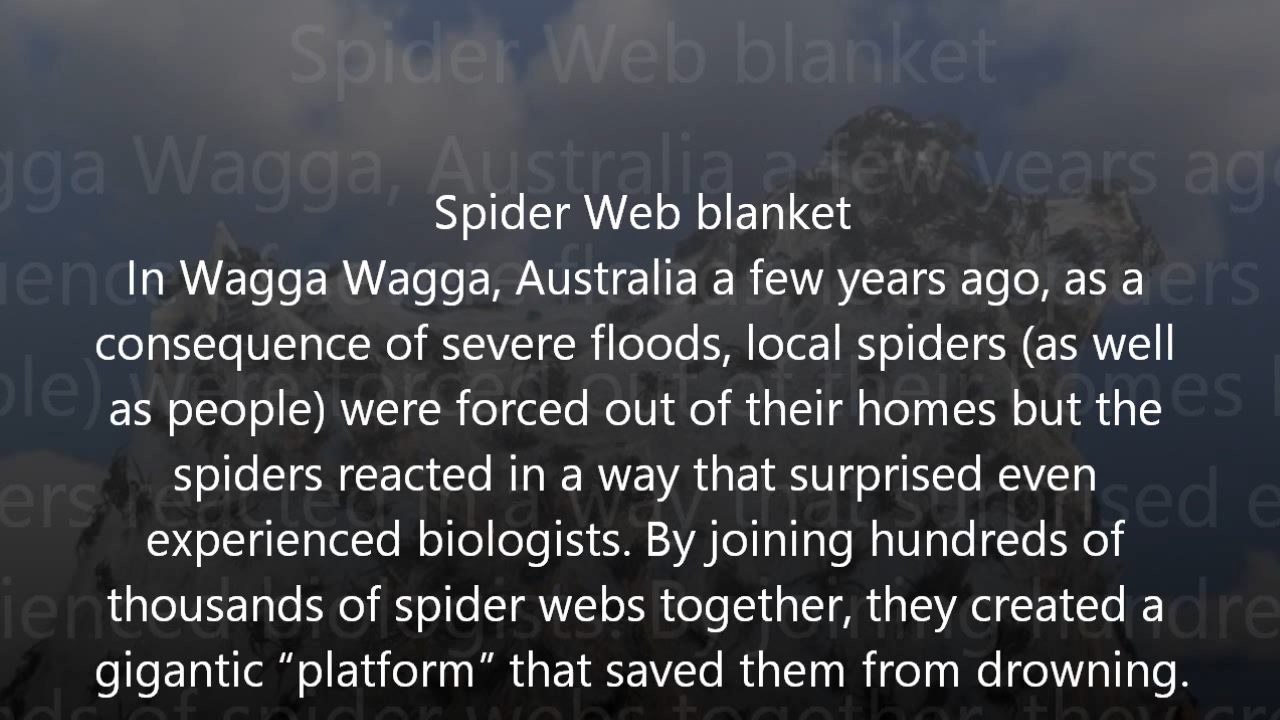 Spider Web blanket
In Wagga Wagga, Australia a few years ago, as a
consequence of severe floods, local spiders (as well
as people) were forced out of their homes but the
spiders reacted in a way that surprised even
experienced biologists. By joining hundreds of
thousands of spider webs together, they created a
gigantic “platform” that saved them from drowning.